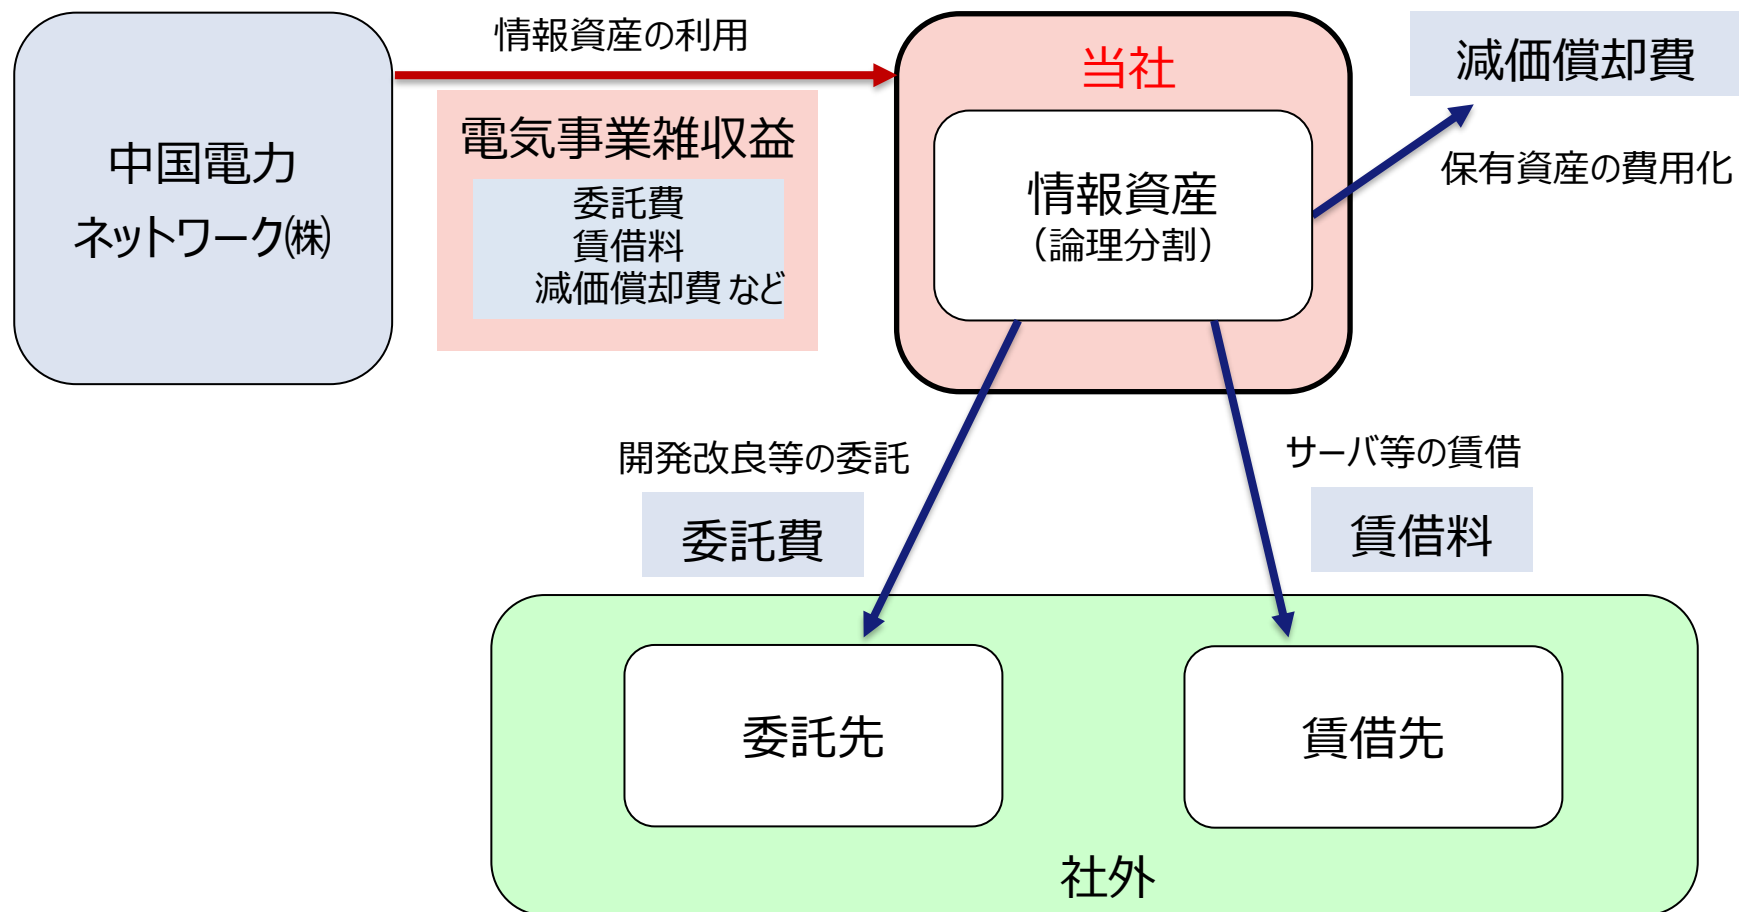 中国電力
ネットワーク㈱
情報資産の利用
電気事業雑収益
委託費
賃借料
減価償却費 など
当社
情報資産
（論理分割）
減価償却費
保有資産の費用化
開発改良等の委託
委託費
サーバ等の賃借
賃借料
委託先
賃借先
社外